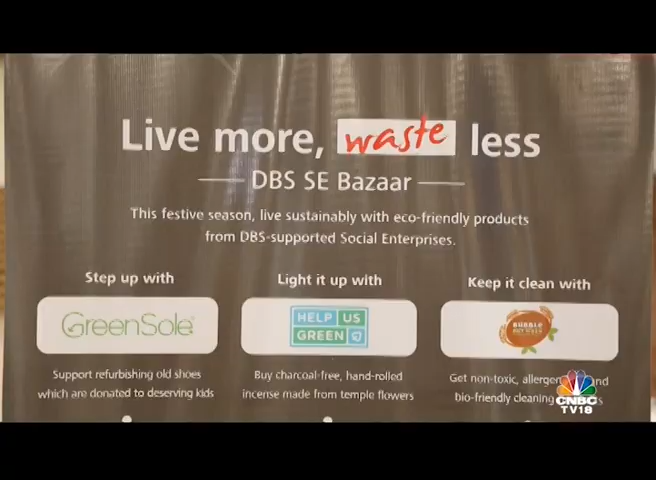 Live more, waste less
DBS SE Bazaar
This festive season, live sustainably with eco-friendly products
from DBS-supported Social Enterprises.
Step up with
GreenSole
Support refurbishing old shoes
which are donated to deserving kids
Light it up with
HELP US
GREEN
Buy charcoal-free, hand-rolled
incense made from temple flowers
Keep it clean with
BUBBLE
Get non-toxic, allergen and
bio-friendly cleaning
CNBC
TV18